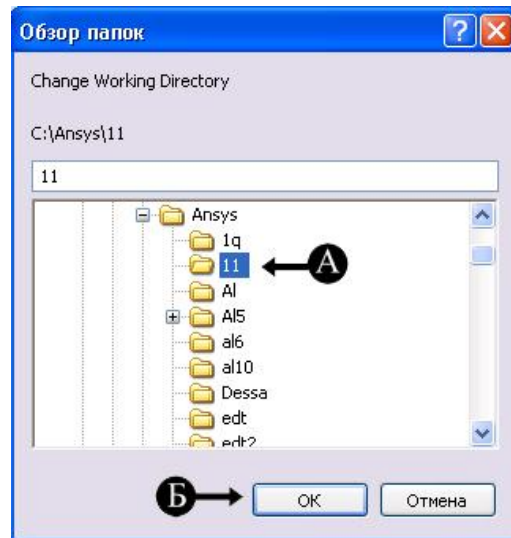 Обзор папок
Change Working Directory
C:\Ansys\11
11
Ansys
1q
11
А
Al
Al5
al6
al10
Dessa
edt
edt2
Б
OK
Отмена